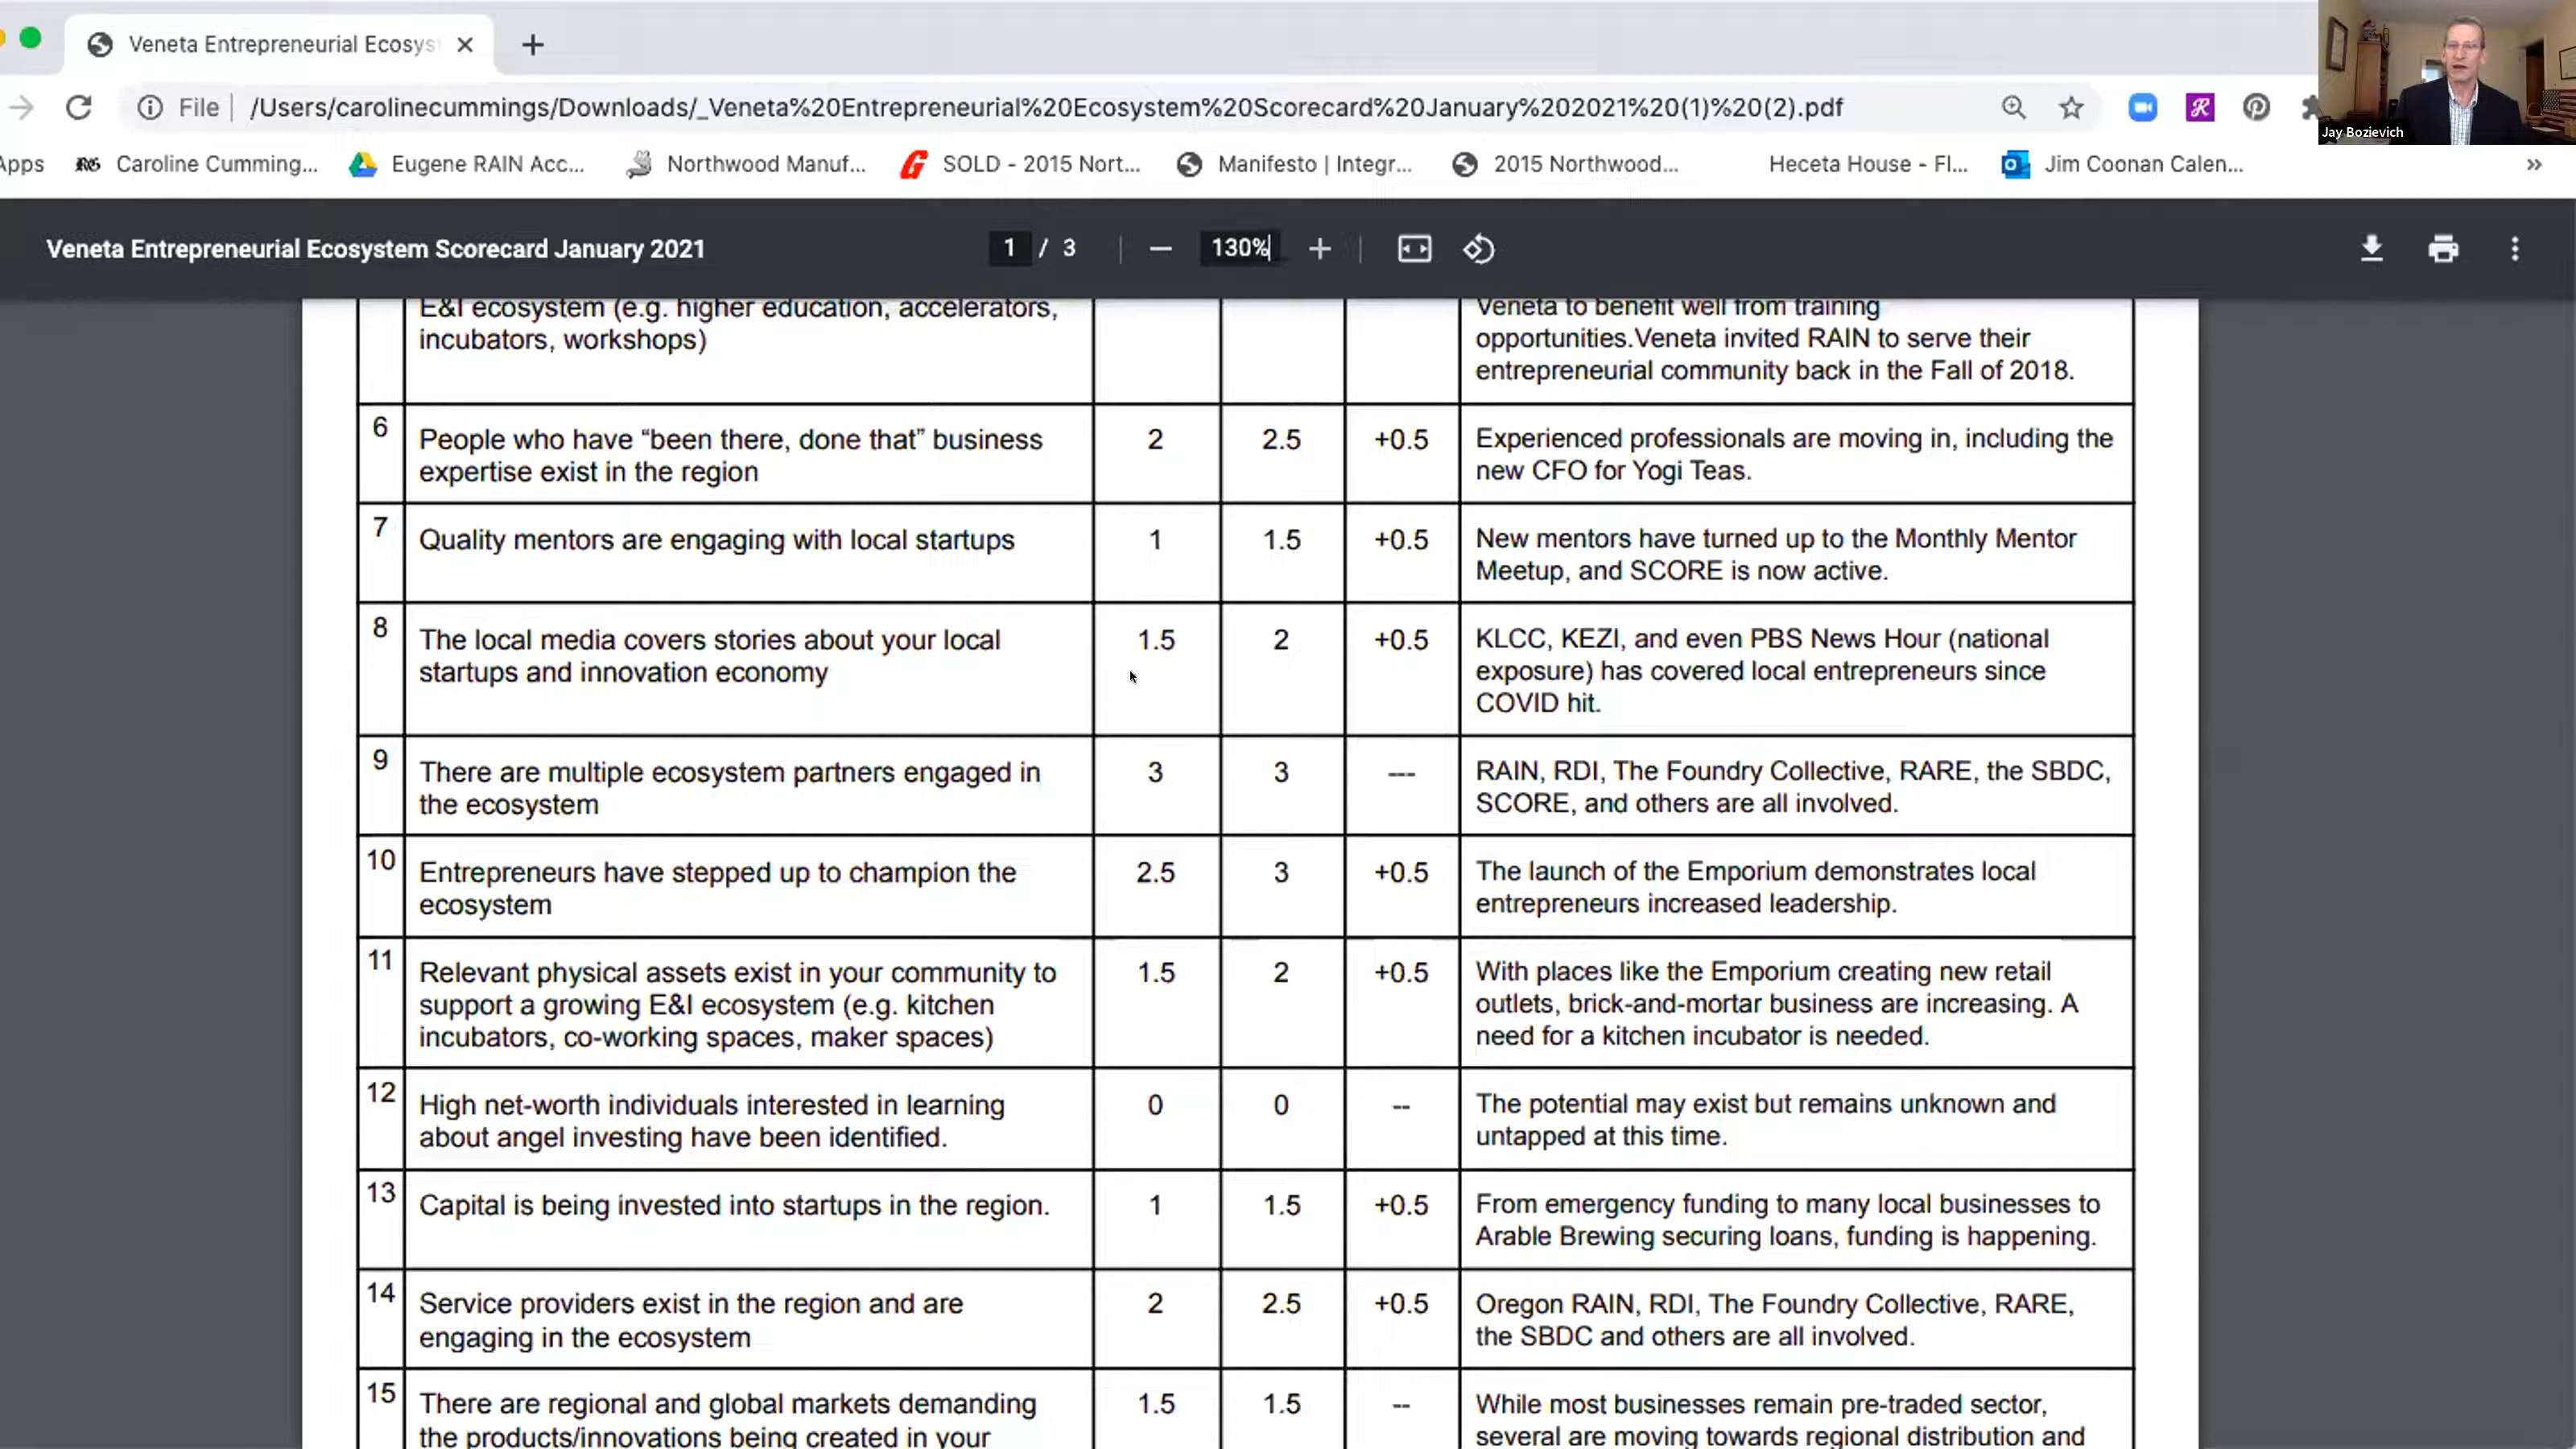 Veneta Entrepreneurial Ecosys
File
/Users/carolinecummings/Downloads/_Veneta%20Entrepreneurial%20Ecosystem%20Scorecard%20January%202021%20(1)%20(2).pdf
Jay Bozievich
Apps
Caroline Cumming...
Eugene RAIN Acc...
Northwood Manuf...
SOLD - 2015 Nort...
Manifesto | Integr...
2015 Northwood...
Heceta House - Fl...
Jim Coonan Calen...
»
Veneta Entrepreneurial Ecosystem Scorecard January 2021
1 / 3
130%
E&I ecosystem (e.g. higher education, accelerators,
incubators, workshops)
Veneta to benefit well from training
opportunities.Veneta invited RAIN to serve their
entrepreneurial community back in the Fall of 2018.
6
People who have “been there, done that” business
expertise exist in the region
2
2.5
+0.5
Experienced professionals are moving in, including the
new CFO for Yogi Teas.
7
Quality mentors are engaging with local startups
1
1.5
+0.5
New mentors have turned up to the Monthly Mentor
Meetup, and SCORE is now active.
8
The local media covers stories about your local
startups and innovation economy
1.5
2
+0.5
KLCC, KEZI, and even PBS News Hour (national
exposure) has covered local entrepreneurs since
COVID hit.
9
There are multiple ecosystem partners engaged in
the ecosystem
3
3
---
RAIN, RDI, The Foundry Collective, RARE, the SBDC,
SCORE, and others are all involved.
10
Entrepreneurs have stepped up to champion the
ecosystem
2.5
3
+0.5
The launch of the Emporium demonstrates local
entrepreneurs increased leadership.
11
Relevant physical assets exist in your community to
support a growing E&I ecosystem (e.g. kitchen
incubators, co-working spaces, maker spaces)
1.5
2
+0.5
With places like the Emporium creating new retail
outlets, brick-and-mortar business are increasing. A
need for a kitchen incubator is needed.
12
High net-worth individuals interested in learning
about angel investing have been identified.
0
0
--
The potential may exist but remains unknown and
untapped at this time.
13
Capital is being invested into startups in the region.
1
1.5
+0.5
From emergency funding to many local businesses to
Arable Brewing securing loans, funding is happening.
14
Service providers exist in the region and are
engaging in the ecosystem
2
2.5
+0.5
Oregon RAIN, RDI, The Foundry Collective, RARE,
the SBDC and others are all involved.
15
There are regional and global markets demanding
the products/innovations being created in your
1.5
1.5
--
While most businesses remain pre-traded sector,
several are moving towards regional distribution and